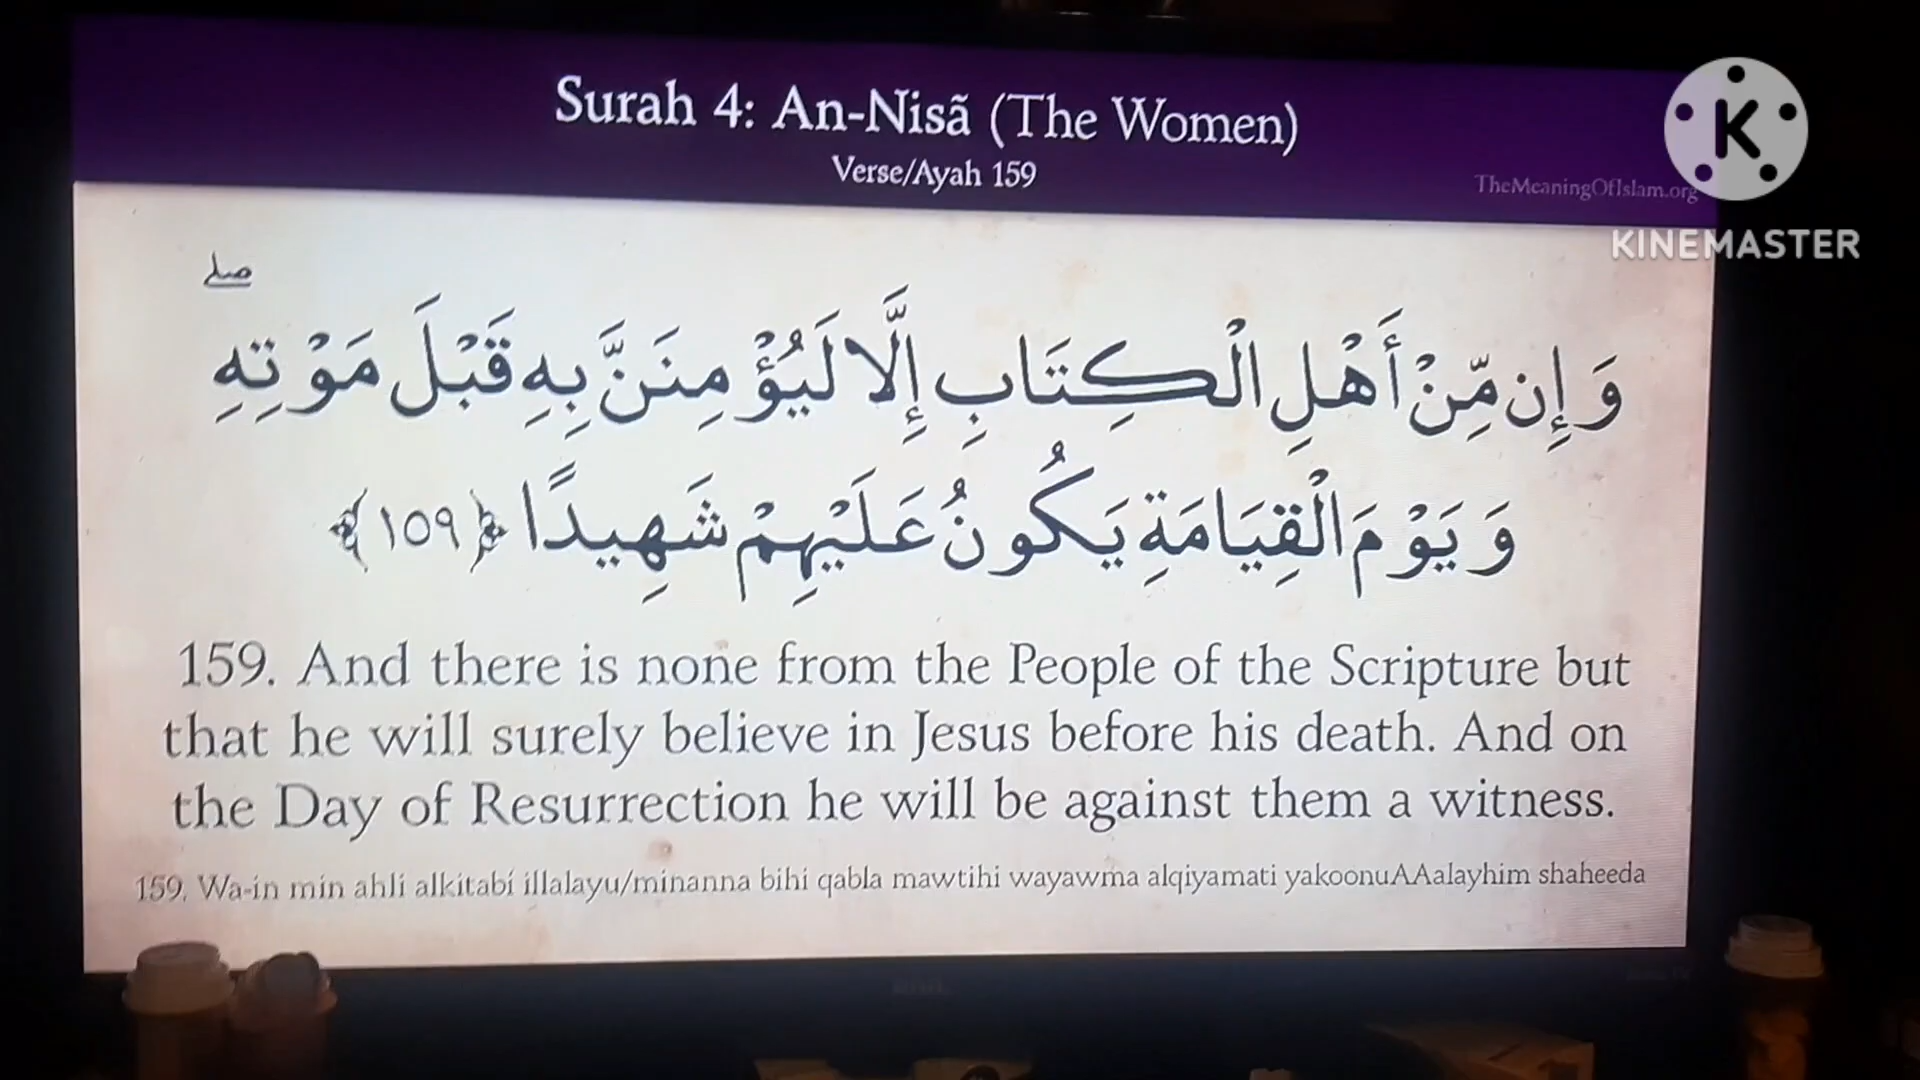 Surah 4: An-Nisã (The Women)
Verse/Ayah 159
TheMeaningOfIslam.org
K
KINEMASTER
صلے
وَإِن مِّنْ أَهْلِ الْكِتَابِ إِلَّا لَيُؤْمِنَنَّ بِهِ قَبْلَ مَوْتِهِ
وَيَوْمَ الْقِيَامَةِ يَكُونُ عَلَيْهِمْ شَهِيدًا ﴿١٥٩﴾
159. And there is none from the People of the Scripture but
that he will surely believe in Jesus before his death. And on
the Day of Resurrection he will be against them a witness.
159. Wa-in min ahli alkitabi illalayu/minanna bihi qabla mawtihi wayawma alqiyamati yakoonuAAalayhim shaheeda